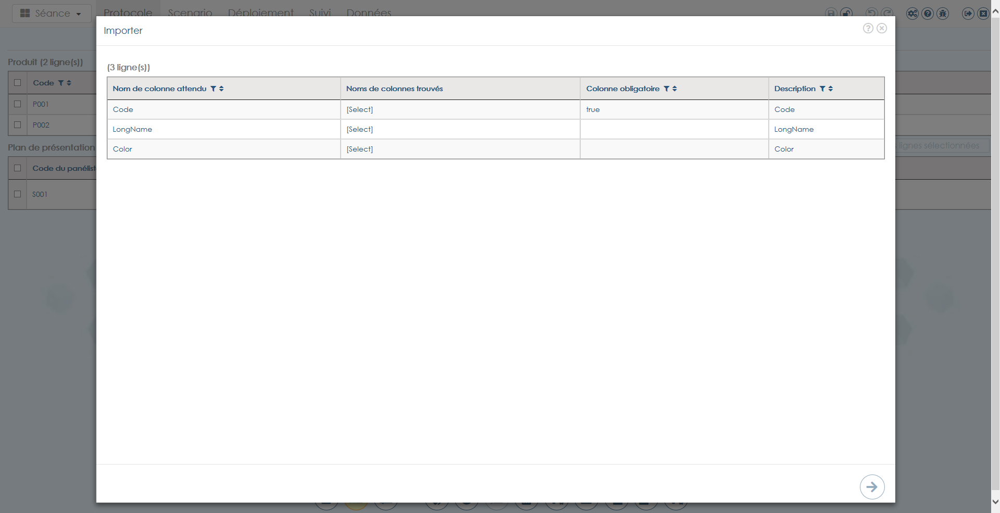 Séance
Protocole
Scenario
Déploiement
Suivi
Données
Importer
Produit (2 ligne(s))
Code
P001
P002
Plan de présentation
lignes sélectionnées
Code du panélist
S001
(3 ligne(s))
Nom de colonne attendu
Noms de colonnes trouvés
Colonne obligatoire
Description
Code
[Select]
true
Code
LongName
[Select]
LongName
Color
[Select]
Color